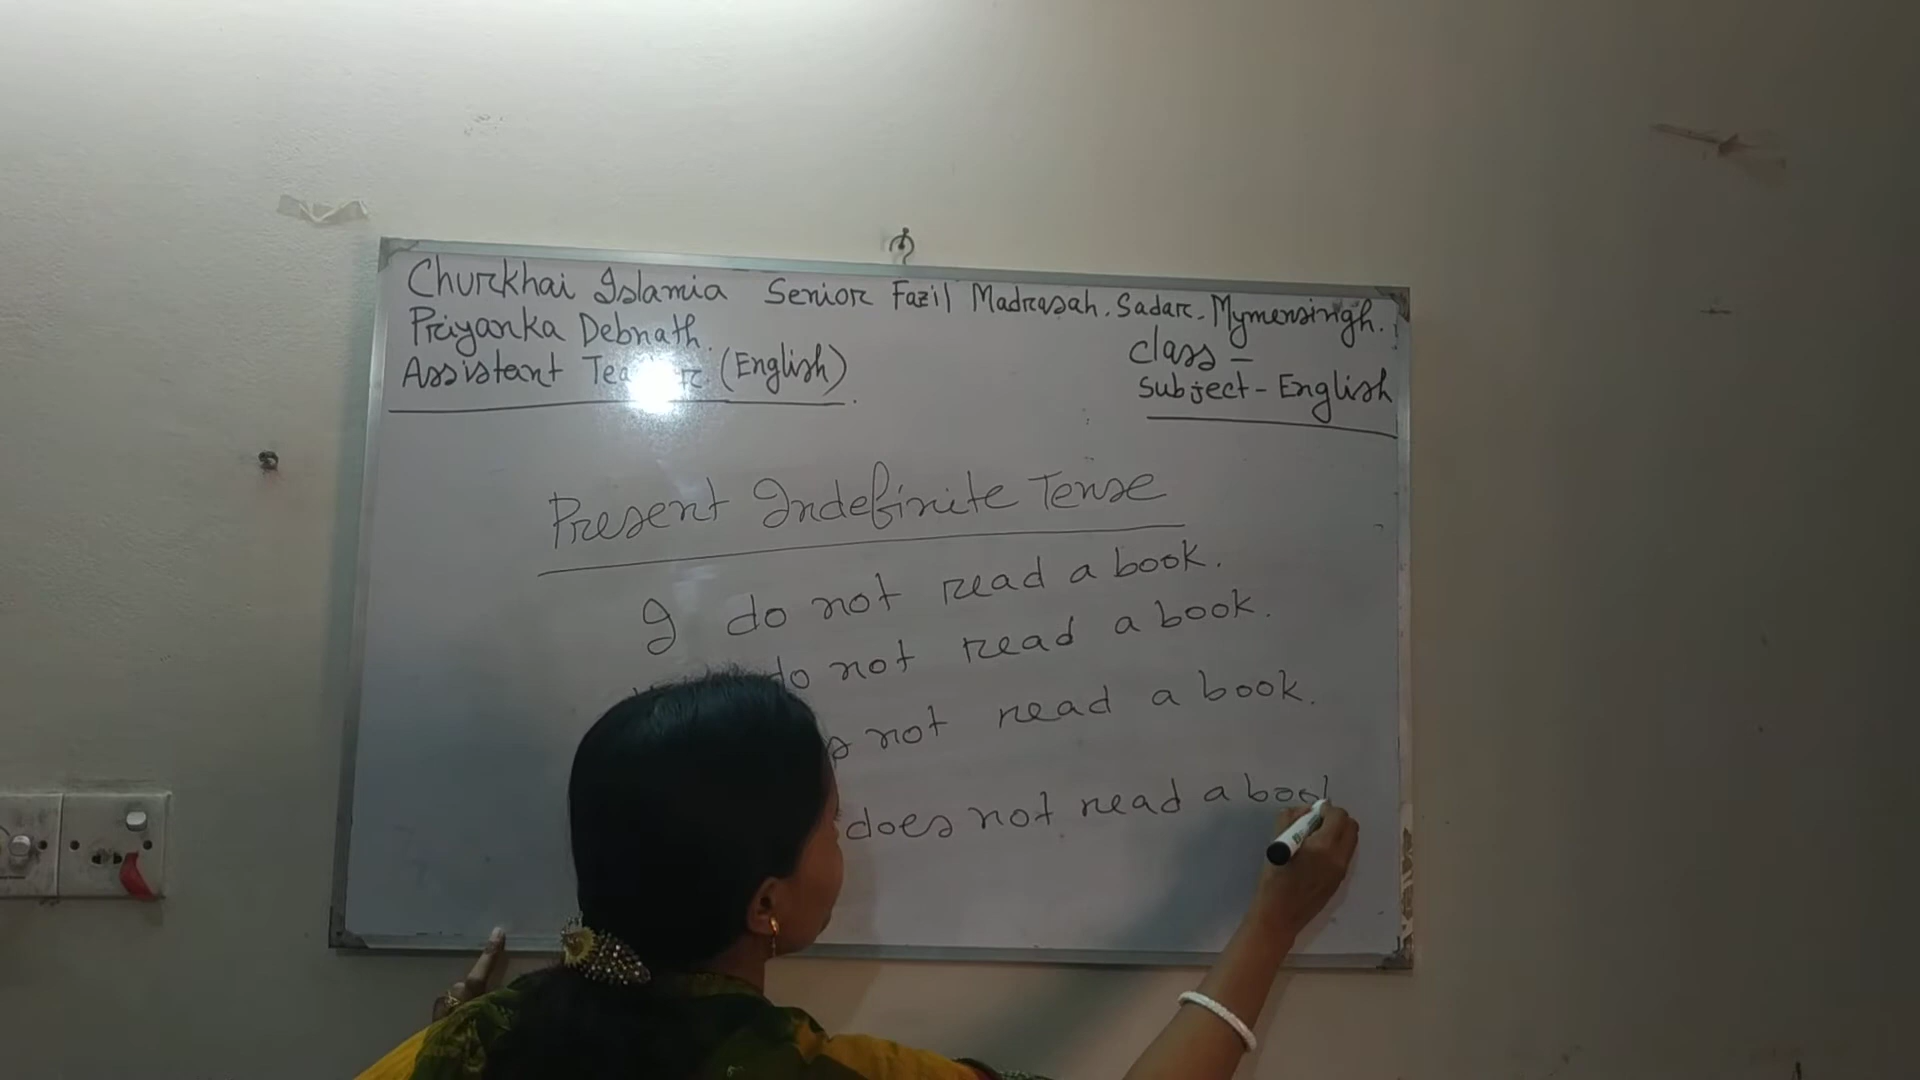 Churkhai Islamia Senior Fazil Madrasah. Sadar. Mymensingh.
Priyanka Debnath.
Assistant (English)
Class -
Subject - English
Present Indefinite Tense
I do not read a book.
do not read a book.
not read a book.
does not read a book